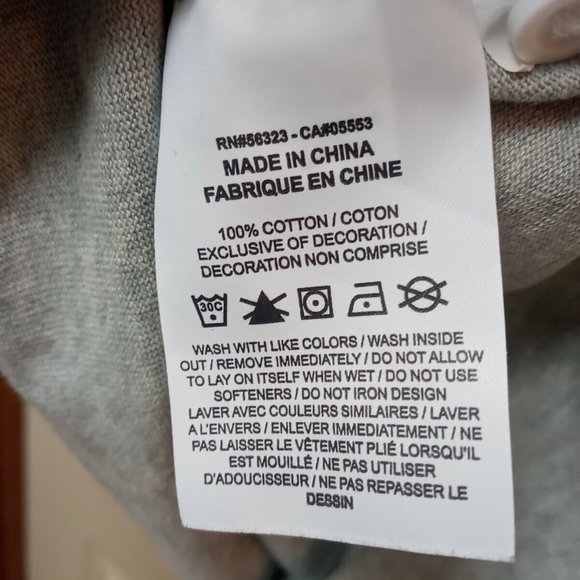 RN#56323 - CA#05553
MADE IN CHINA
FABRIQUE EN CHINE
100% COTTON / COTON
EXCLUSIVE OF DECORATION /
DECORATION NON COMPRISE
30C
WASH WITH LIKE COLORS / WASH INSIDE
OUT / REMOVE IMMEDIATELY / DO NOT ALLOW
TO LAY ON ITSELF WHEN WET / DO NOT USE
SOFTENERS / DO NOT IRON DESIGN
LAVER AVEC COULEURS SIMILAIRES / LAVER
A L'ENVERS / ENLEVER IMMEDIATEMENT / NE
PAS LAISSER LE VÊTEMENT PLIÉ LORSQU'IL
EST MOUILLÉ / NE PAS UTILISER
D'ADOUCISSEUR / NE PAS REPASSER LE
DESSIN